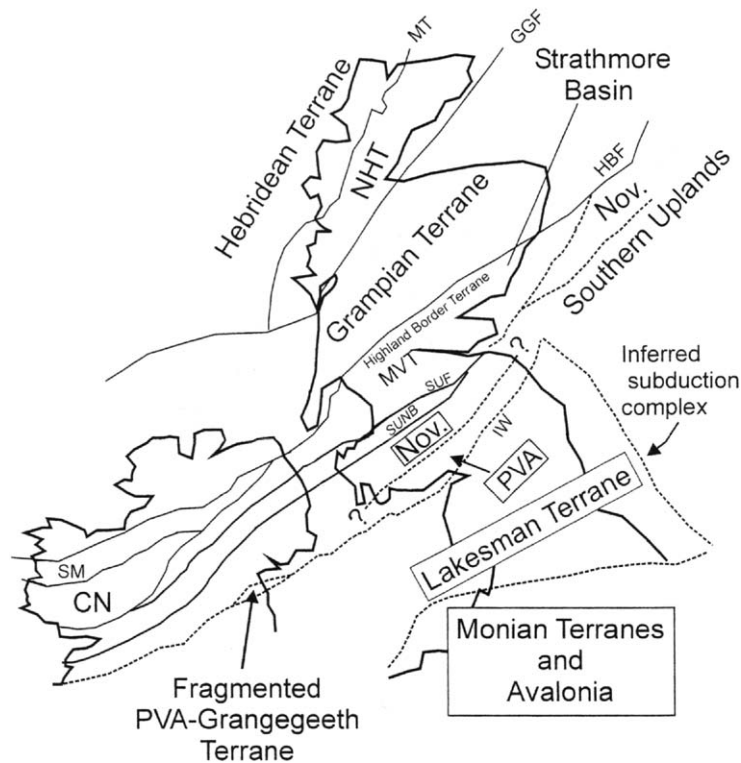 MT
GGF
Strathmore
Basin
Hebridean Terrane
NHT
HBF
Nov.
Grampian Terrane
Southern Uplands
Highland Border Terrane
MVT
?
Inferred
subduction
complex
SUF
SUNB
Nov.
IW
PVA
?
Lakesman Terrane
SM
CN
Monian Terranes
and
Avalonia
Fragmented
PVA-Grangegeeth
Terrane